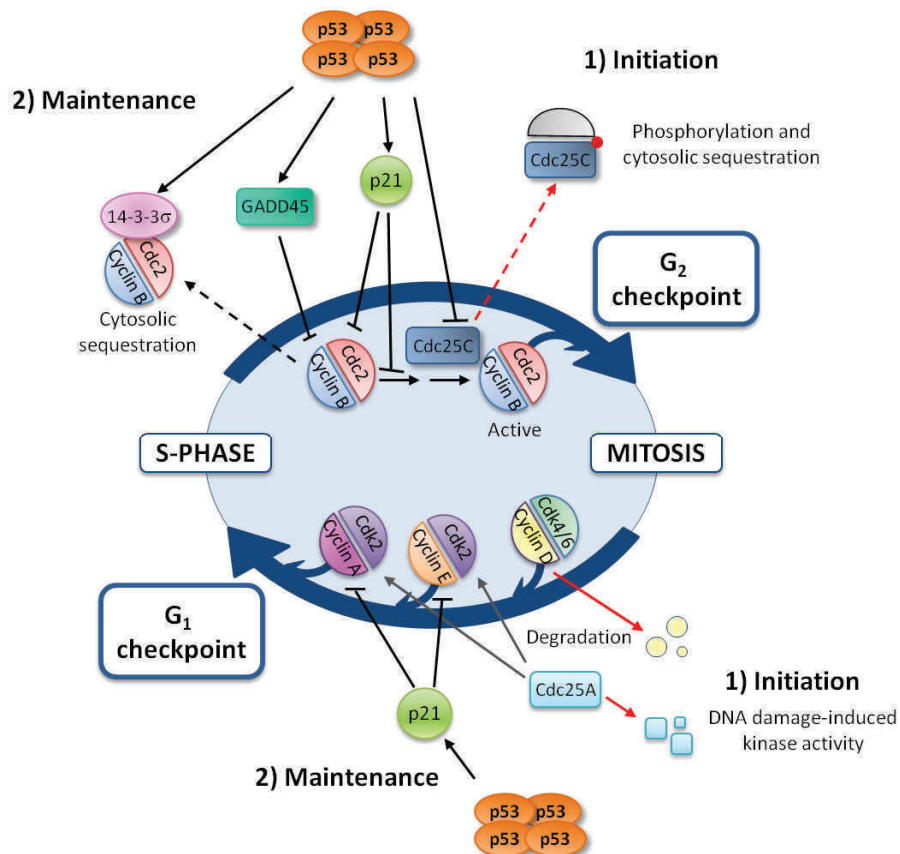 p53 p53
p53 p53
1) Initiation
2) Maintenance
Phosphorylation and
cytosolic sequestration
Cdc25C
p21
GADD45
14-3-3σ
Cyclin B
Cdc2
Cytosolic
sequestration
G2
checkpoint
Cdc25C
Cyclin B
Cdc2
Cyclin B
Cdc2
Active
S-PHASE
MITOSIS
Cyclin A
Cdk2
Cyclin E
Cdk2
Cyclin D
Cdk4/6
G1
checkpoint
Degradation
1) Initiation
Cdc25A
p21
DNA damage-induced
kinase activity
2) Maintenance
p53 p53
p53 p53